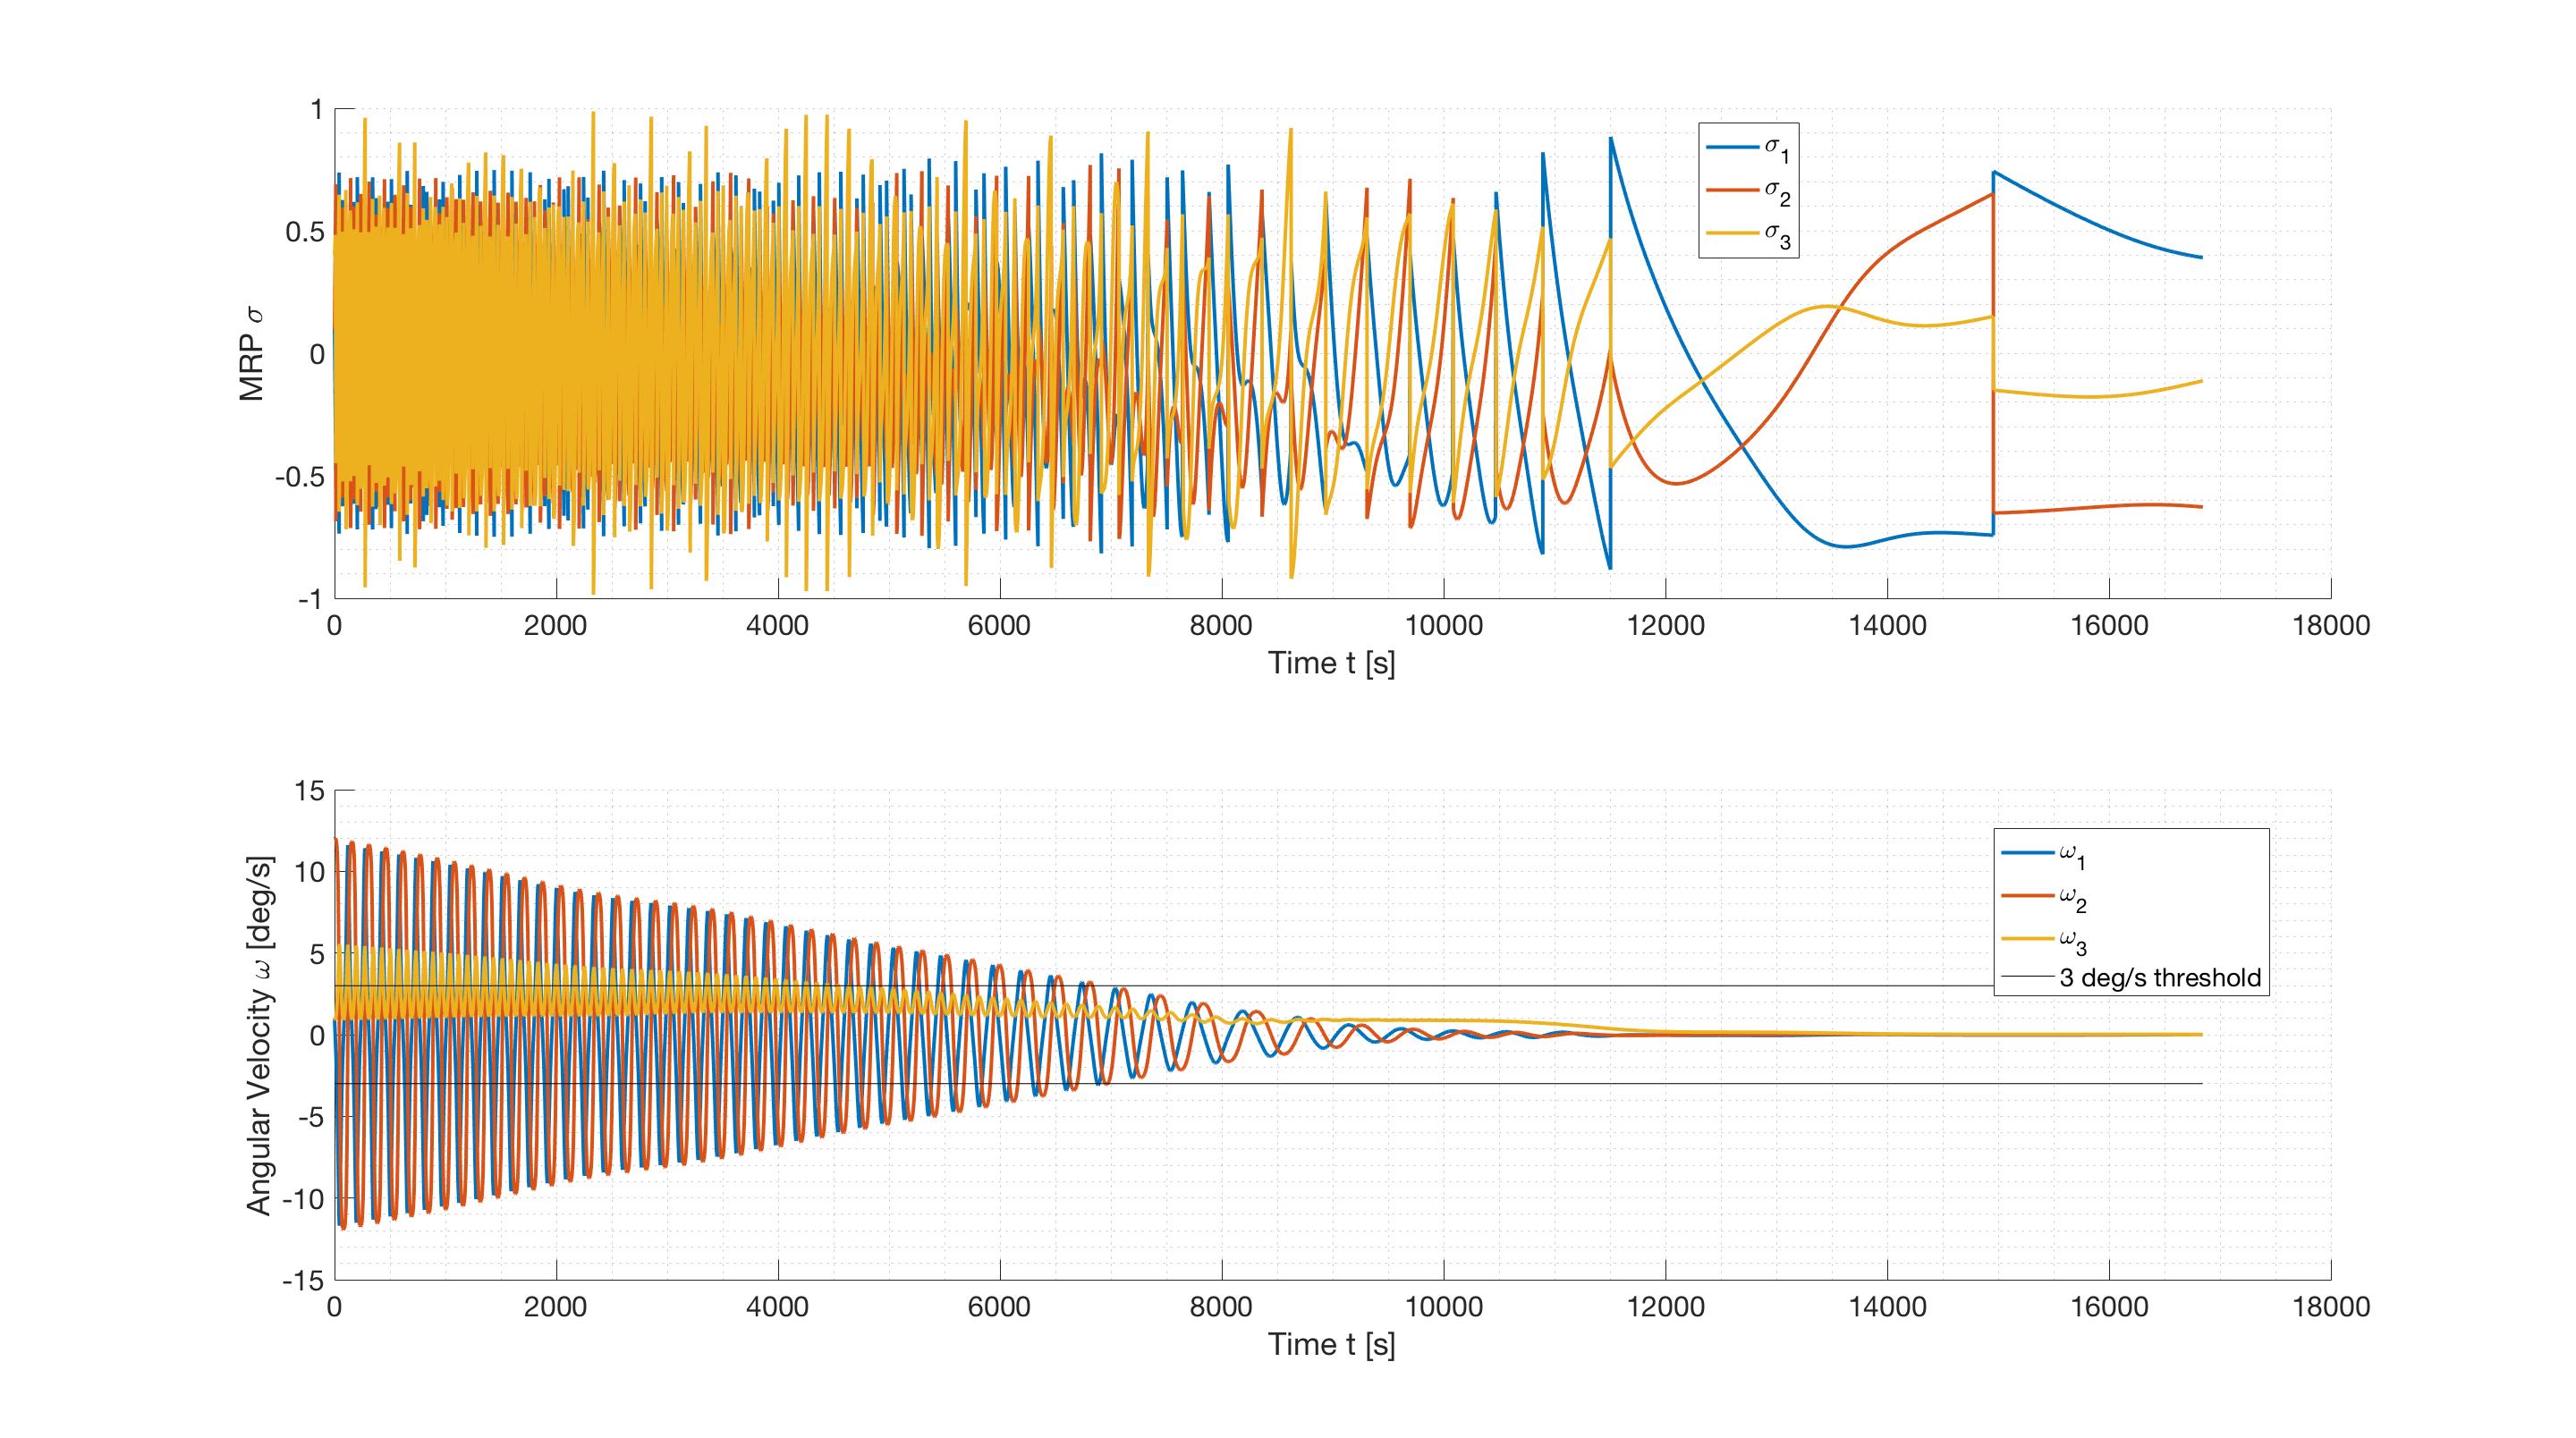 1
0.5
0
-0.5
-1
MRP σ
0 2000 4000 6000 8000 10000 12000 14000 16000 18000
Time t [s]
σ1
σ2
σ3
15
10
5
0
-5
-10
-15
Angular Velocity ω [deg/s]
0 2000 4000 6000 8000 10000 12000 14000 16000 18000
Time t [s]
ω1
ω2
ω3
3 deg/s threshold